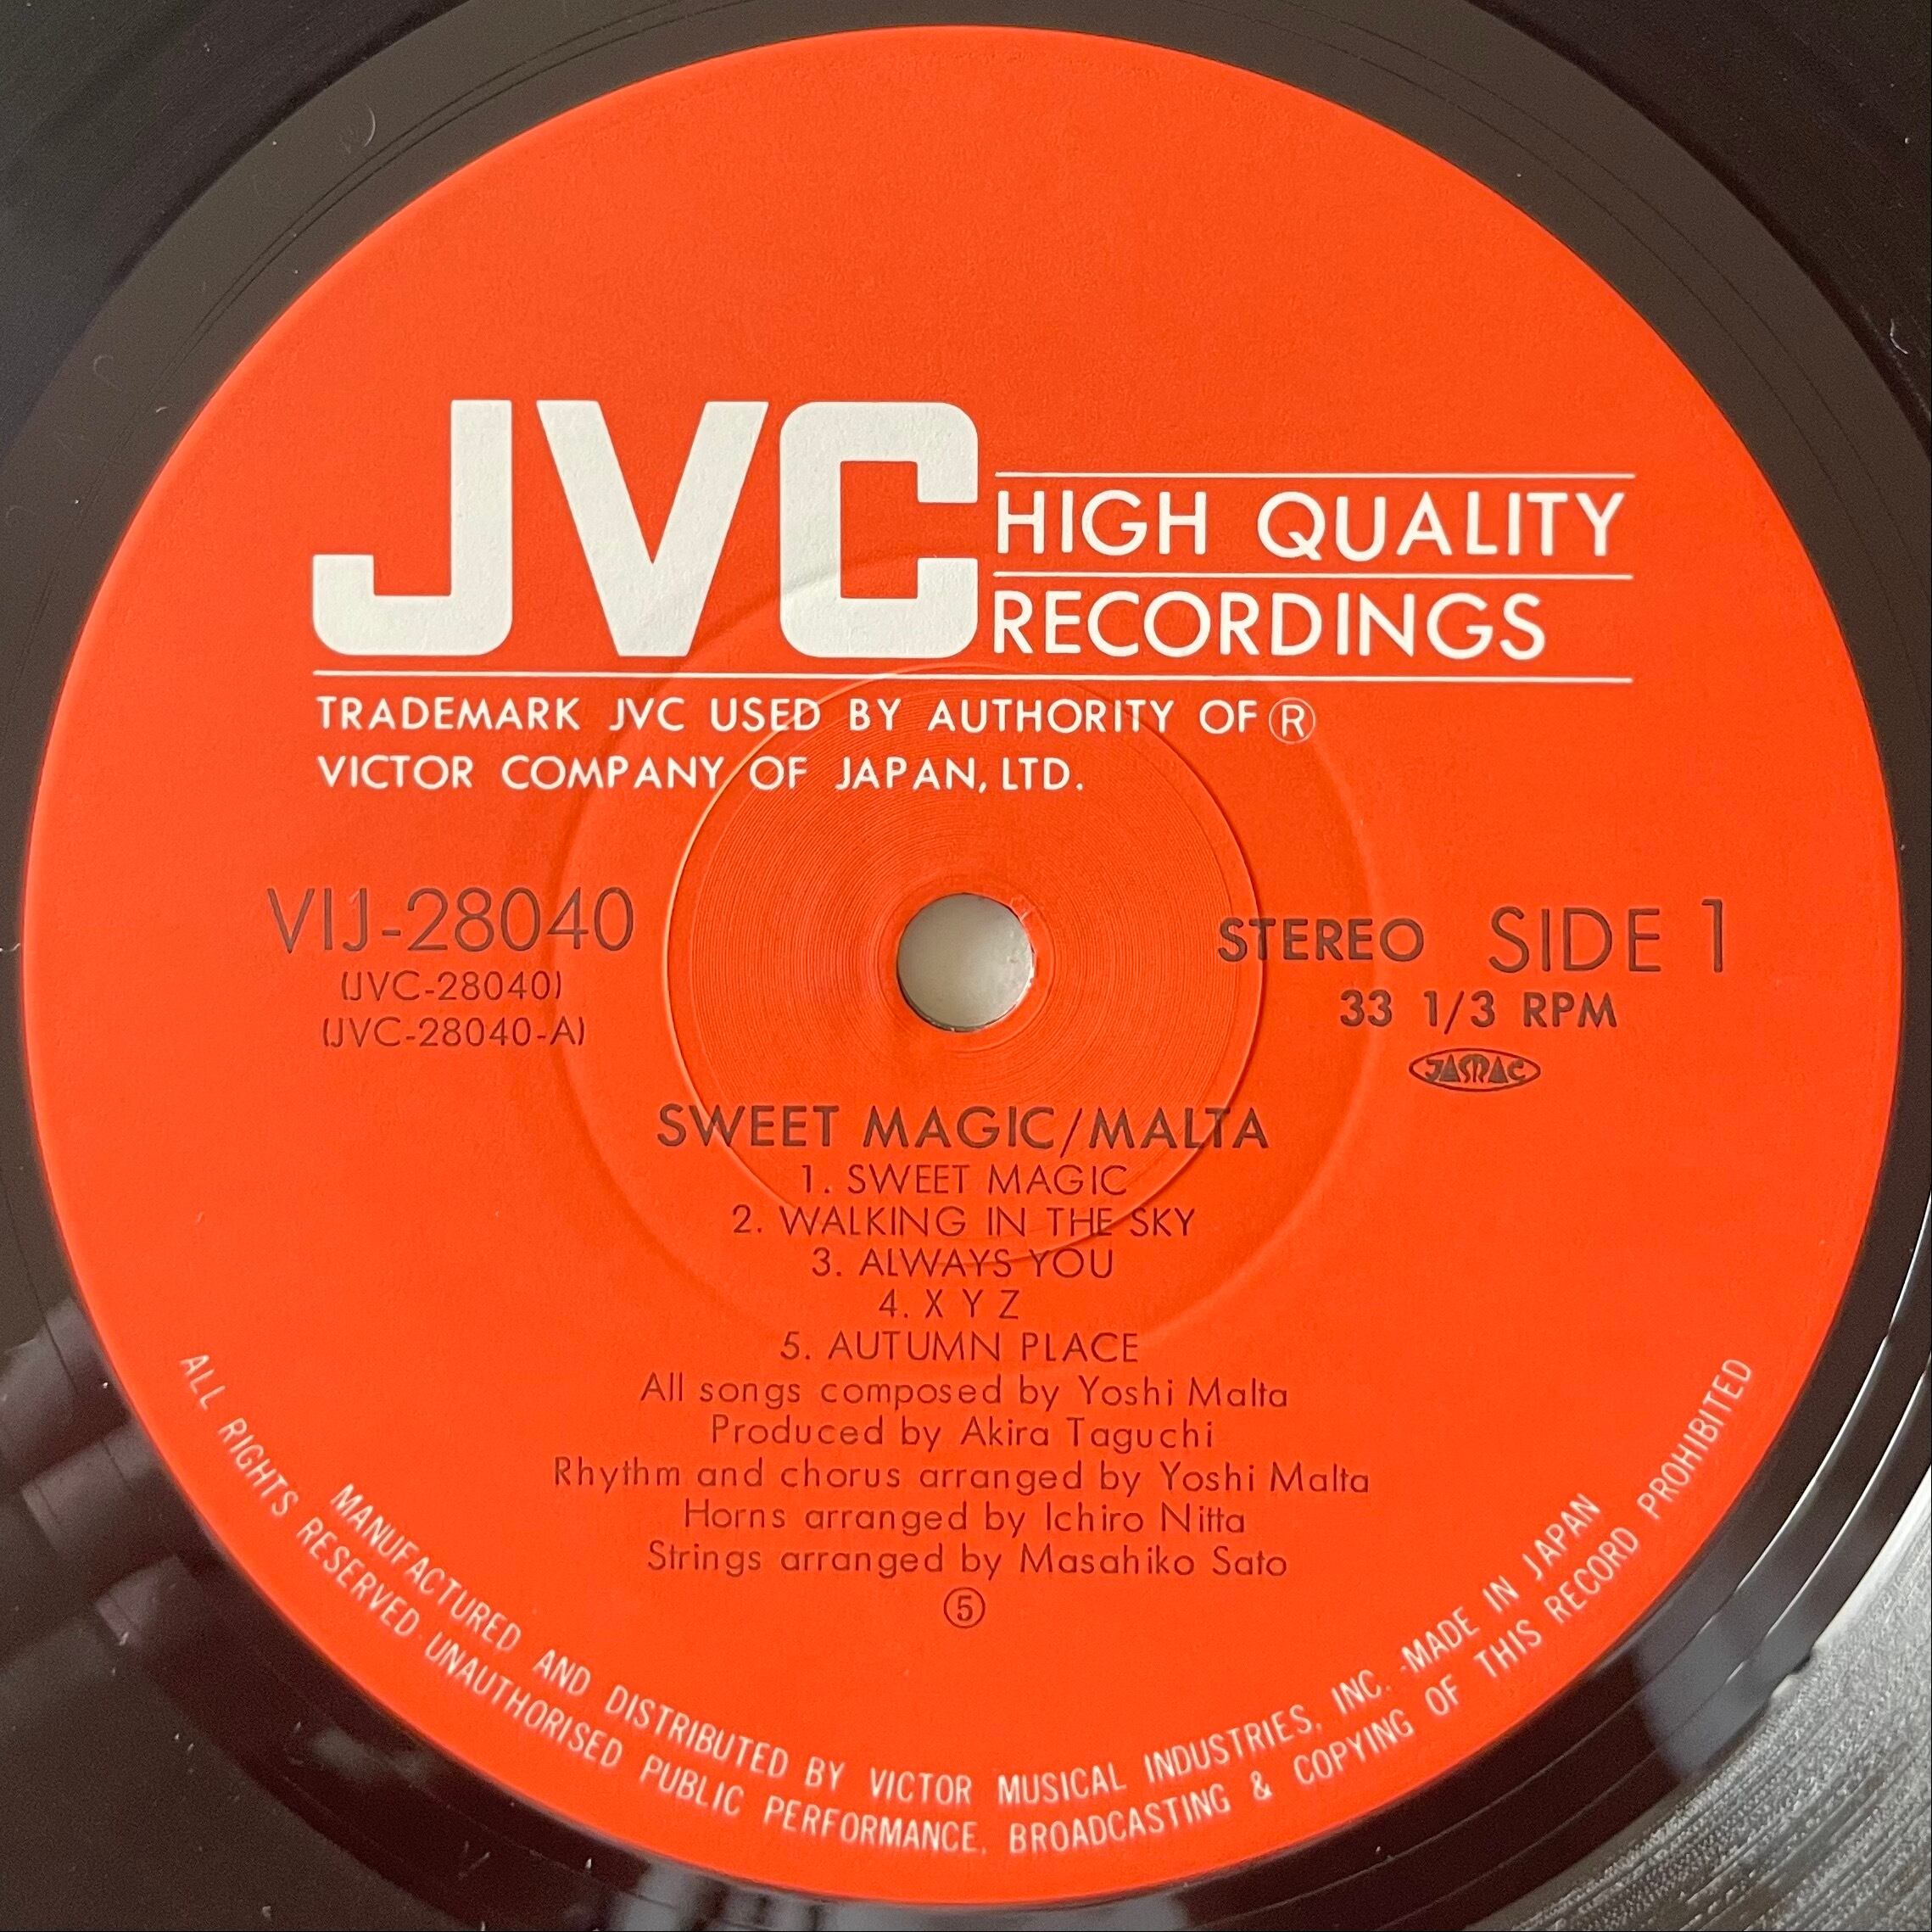 JVC
HIGH QUALITY
RECORDINGS
TRADEMARK JVC USED BY AUTHORITY OF Ⓡ
VICTOR COMPANY OF JAPAN, LTD.
VIJ-28040
(JVC-28040)
(JVC-28040-A)
STEREO SIDE 1
33 1/3 RPM
JASRAC
SWEET MAGIC/MALTA
1. SWEET MAGIC
2. WALKING IN THE SKY
3. ALWAYS YOU
4. X Y Z
5. AUTUMN PLACE
All songs composed by Yoshi Malta
Produced by Akira Taguchi
Rhythm and chorus arranged by Yoshi Malta
Horns arranged by Ichiro Nitta
Strings arranged by Masahiko Sato
⑤
MANUFACTURED AND DISTRIBUTED BY VICTOR MUSICAL INDUSTRIES, INC. -MADE IN JAPAN
ALL RIGHTS RESERVED-UNAUTHORISED PUBLIC PERFORMANCE, BROADCASTING & COPYING OF THIS RECORD PROHIBITED